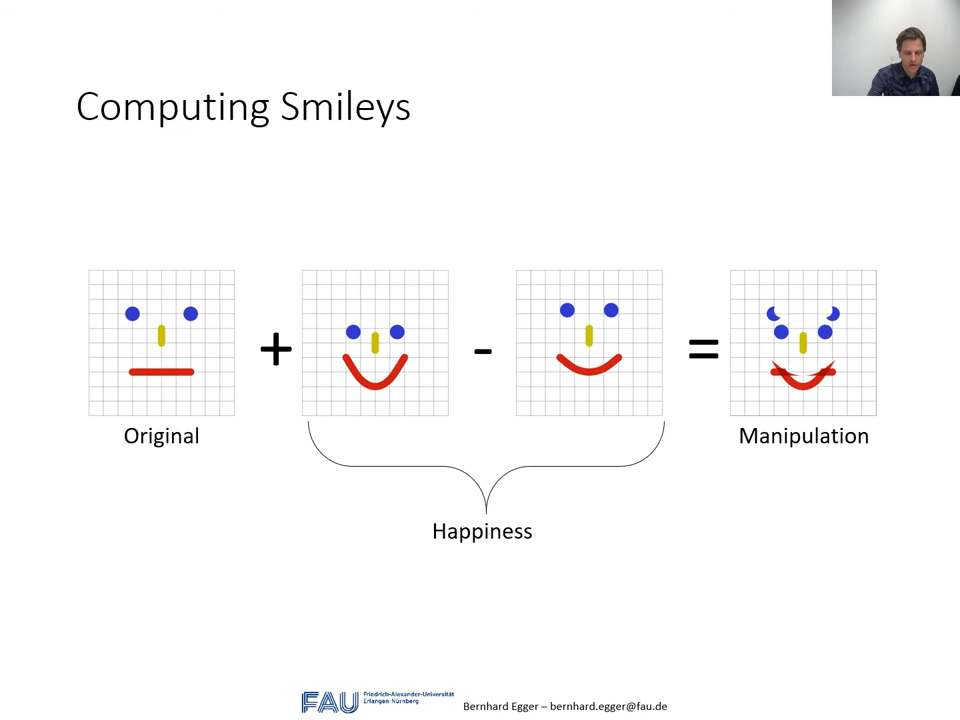 Computing Smileys
+ - =
Original
Manipulation
Happiness
FAU Friedrich-Alexander-Universität
Erlangen-Nürnberg
Bernhard Egger – bernhard.egger@fau.de